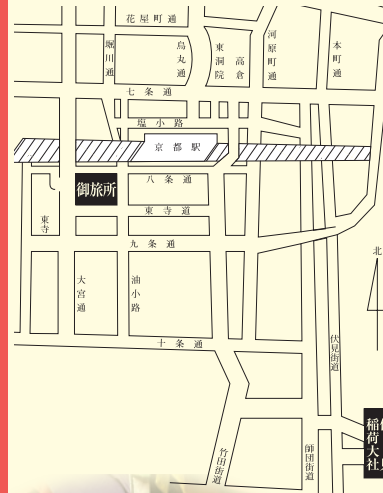 花屋町通
堀川通
烏丸通
東洞院
高倉
河原町通
本町通
七条通
塩小路
京都駅
御旅所
八条通
東寺道
東寺
九条通
北
大宮通
油小路
十条通
伏見街道
竹田街道
師団街道
稲荷大社